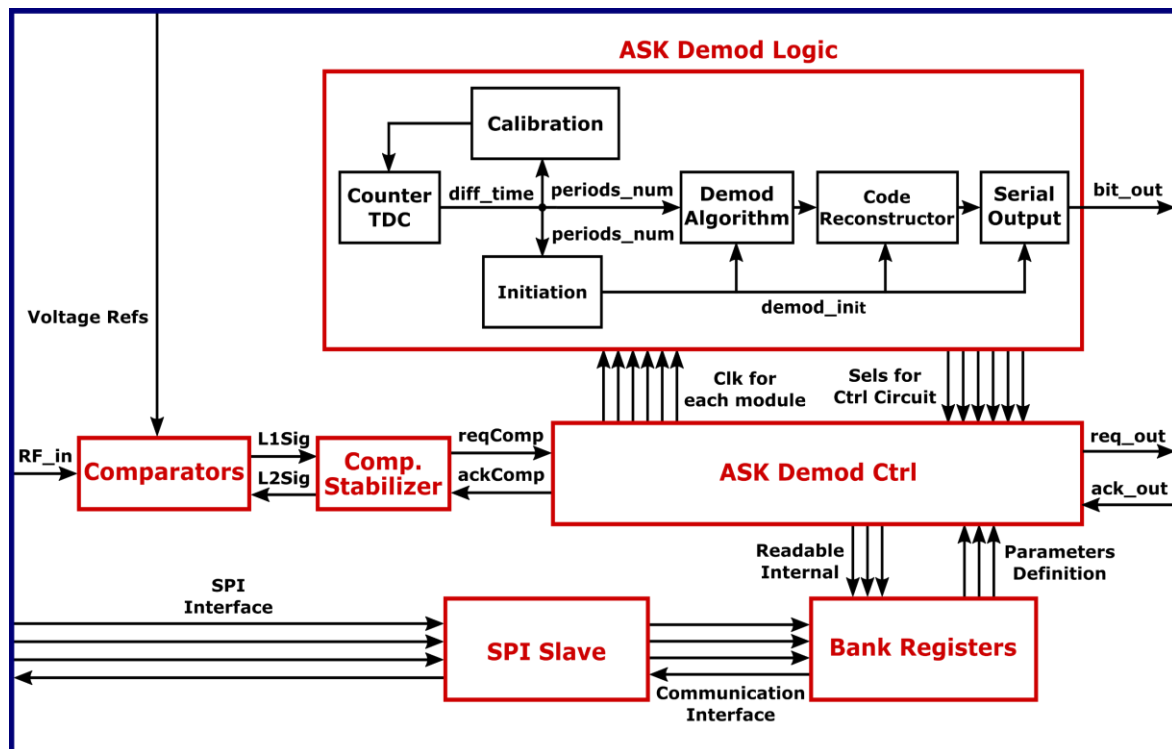 ASK Demod Logic
Calibration
Counter
TDC
diff_time
periods_num
periods_num
Demod
Algorithm
Code
Reconstructor
Serial
Output
bit_out
Initiation
demod_init
Voltage Refs
Clk for
each module
Sels for
Ctrl Circuit
RF_in
Comparators
L1Sig
L2Sig
Comp.
Stabilizer
reqComp
ackComp
ASK Demod Ctrl
req_out
ack_out
Readable
Internal
Parameters
Definition
SPI
Interface
SPI Slave
Bank Registers
Communication
Interface